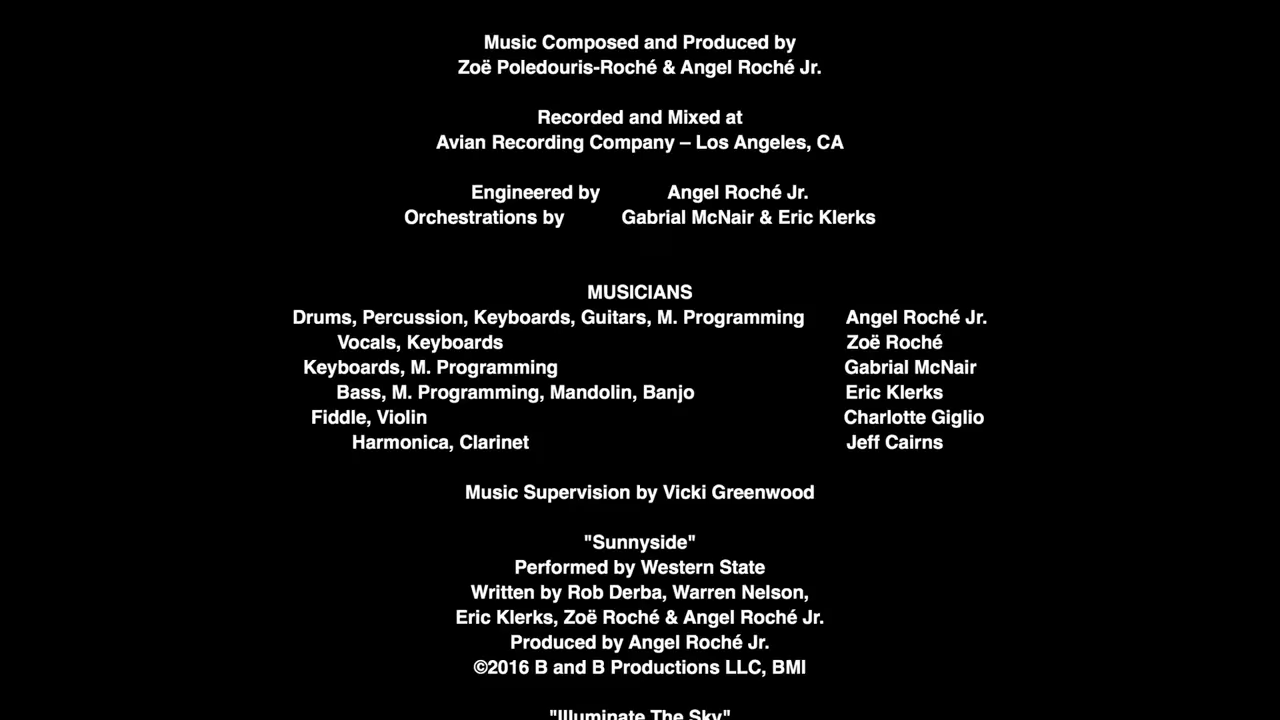 Music Composed and Produced by
Zoë Poledouris-Roché & Angel Roché Jr.
Recorded and Mixed at
Avian Recording Company – Los Angeles, CA
Engineered by Angel Roché Jr.
Orchestrations by Gabrial McNair & Eric Klerks
MUSICIANS
Drums, Percussion, Keyboards, Guitars, M. Programming Angel Roché Jr.
Vocals, Keyboards Zoë Roché
Keyboards, M. Programming Gabrial McNair
Bass, M. Programming, Mandolin, Banjo Eric Klerks
Fiddle, Violin Charlotte Giglio
Harmonica, Clarinet Jeff Cairns
Music Supervision by Vicki Greenwood
"Sunnyside"
Performed by Western State
Written by Rob Derba, Warren Nelson,
Eric Klerks, Zoë Roché & Angel Roché Jr.
Produced by Angel Roché Jr.
©2016 B and B Productions LLC, BMI
"Illuminate The Sky"